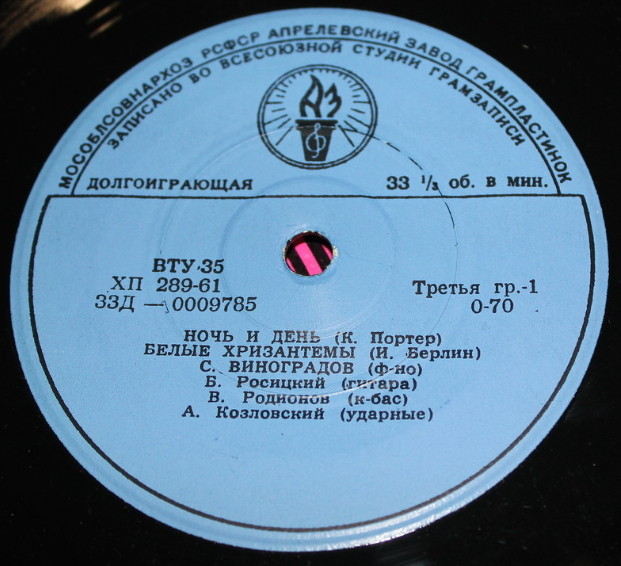 МОСОБЛСОВНАРХОЗ РСФСР АПРЕЛЕВСКИЙ ЗАВОД ГРАМПЛАСТИНОК
ЗАПИСАНО ВО ВСЕСОЮЗНОЙ СТУДИИ ГРАМЗАПИСИ
АЗ
ДОЛГОИГРАЮЩАЯ 33 ⅓ об. в мин.
ВТУ·35
ХП 289-61 Третья гр.-1
33Д — 0009785 0-70
НОЧЬ И ДЕНЬ (К. Портер)
БЕЛЫЕ ХРИЗАНТЕМЫ (И. Берлин)
С. ВИНОГРАДОВ (ф-но)
Б. Росицкий (гитара)
В. Родионов (к-бас)
А. Козловский (ударные)